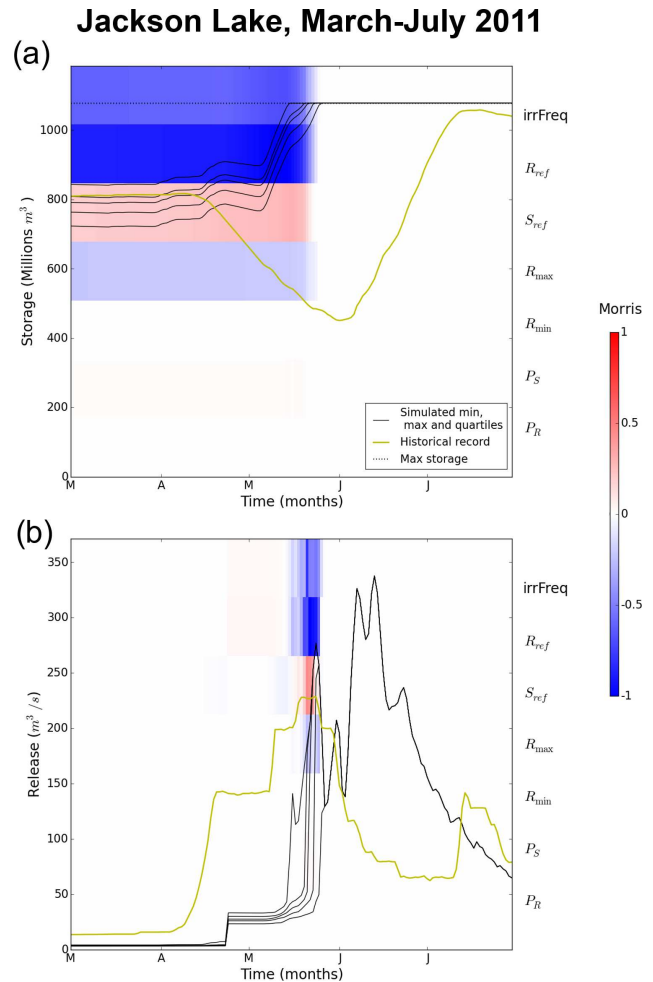 Jackson Lake, March-July 2011
(a)
Storage (Millions m³)
1000
800
600
400
200
0
M A M J J
Time (months)
irrFreq
R_ref
S_ref
R_max
R_min
P_S
P_R
Simulated min,
max and quartiles
Historical record
Max storage
Morris
1
0.5
0
-0.5
-1
(b)
Release (m³/s)
350
300
250
200
150
100
50
0
M A M J J
Time (months)
irrFreq
R_ref
S_ref
R_max
R_min
P_S
P_R